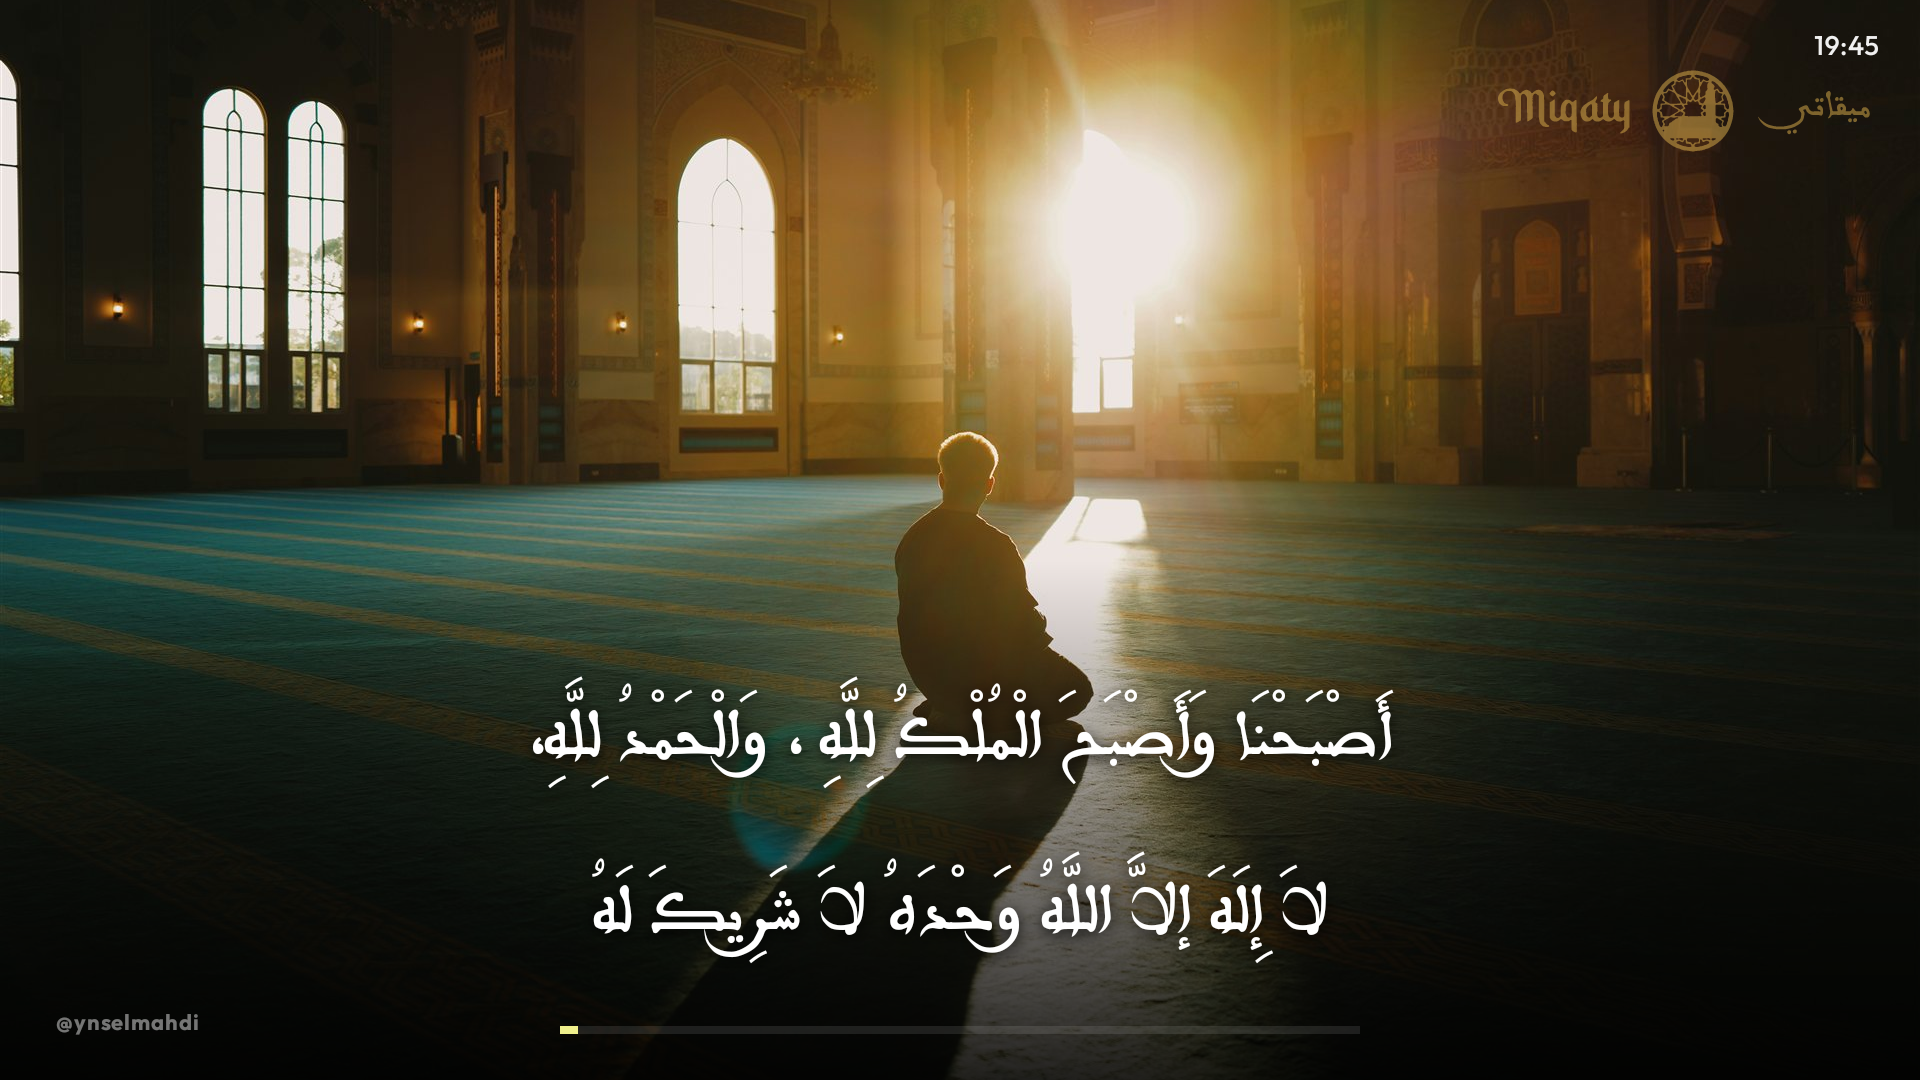 19:45
Miqaty ميقاتي
أَصْبَحْنَا وَأَصْبَحَ الْمُلْكُ لِلَّهِ ، وَالْحَمْدُ لِلَّهِ،
لاَ إِلَهَ إلاَّ اللَّهُ وَحْدَهُ لاَ شَرِيكَ لَهُ
@ynselmahdi